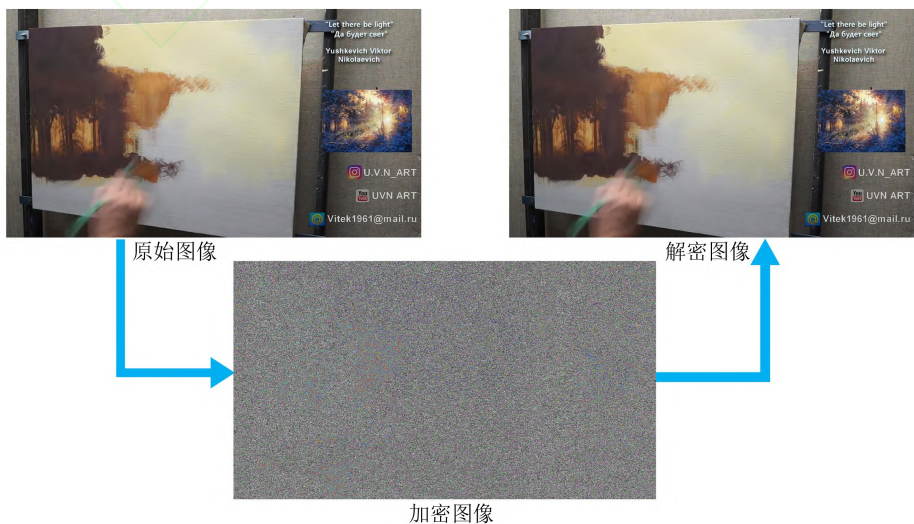 "Let there be light"
"Да будет свет"
Yushkevich Viktor
Nikolaevich
U.V.N_ART
You
UVN ART
Vitek1961@mail.ru
"Let there be light"
"Да будет свет"
Yushkevich Viktor
Nikolaevich
U.V.N_ART
You
UVN ART
Vitek1961@mail.ru
原始图像
解密图像
加密图像